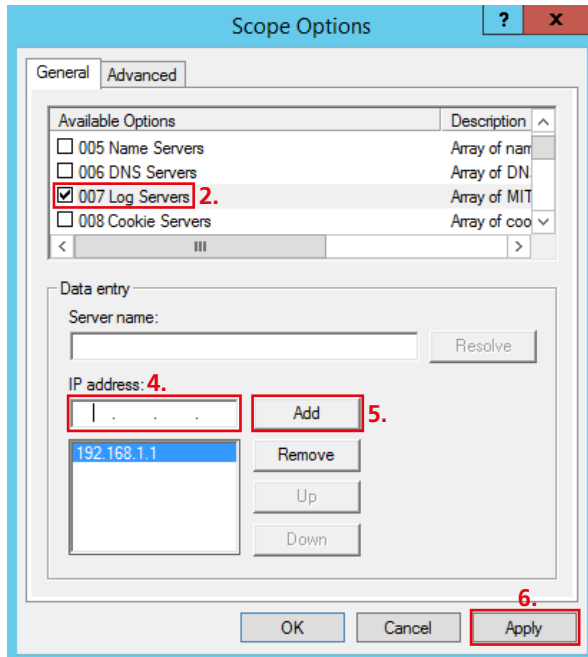 Scope Options ? x
General Advanced
Available Options Description
005 Name Servers Array of nam
006 DNS Servers Array of DN
007 Log Servers 2. Array of MIT
008 Cookie Servers Array of coo
Data entry
Server name:
Resolve
IP address: 4.
. . . Add 5.
192.168.1.1 Remove
Up
Down
6.
OK Cancel Apply